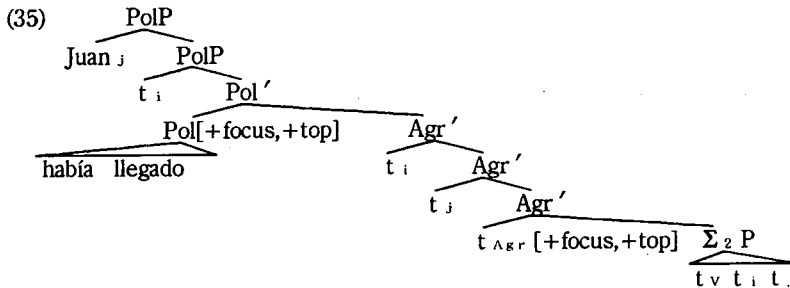 (35) PolP
Juan j PolP
t i Pol′
Pol[+focus,+top] Agr′
había llegado t i Agr′
t j Agr′
t Agr [+focus,+top] Σ 2 P
t V t i t